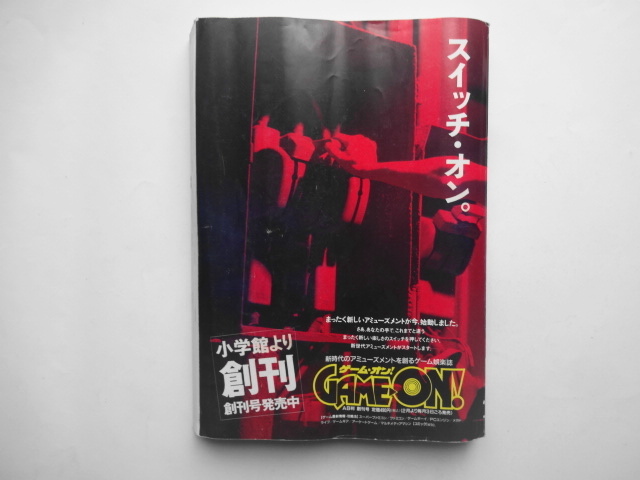 スイッチ・オン。
まったく新しいアミューズメントが今、始動しました。
さあ、あなたの手で、これまでと違う
まったく新しい楽しさのスイッチを押してください。
新世代アミューズメントがスタートします。
小学館より
創刊
創刊号発売中
新時代のアミューズメントを創るゲーム娯楽誌
ゲーム・オン!
GAME ON!